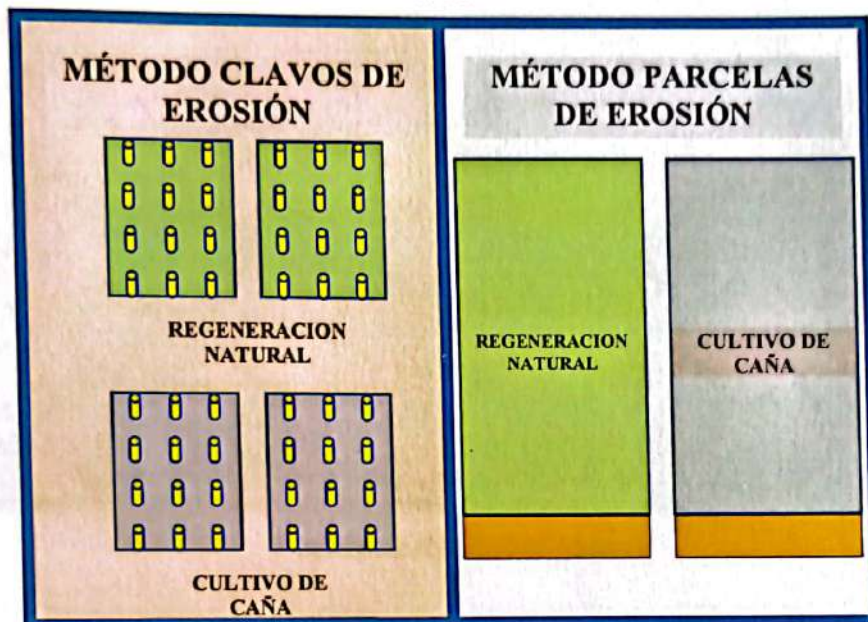 MÉTODO CLAVOS DE
EROSIÓN
REGENERACION
NATURAL
CULTIVO DE
CAÑA
MÉTODO PARCELAS
DE EROSIÓN
REGENERACION
NATURAL
CULTIVO DE
CAÑA